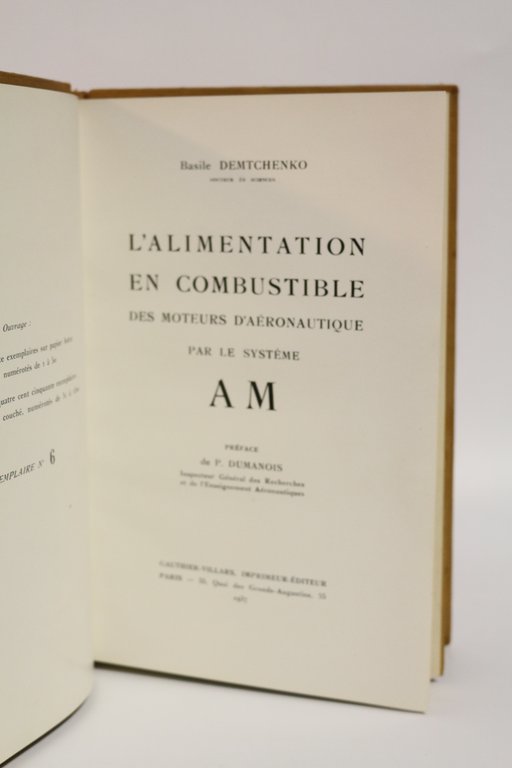 Ouvrage :
exemplaires sur papier
numérotés de 1 à
quatre cent cinquante exemplaires
couché, numérotés de
EMPLAIRE N° 6
Basile DEMTCHENKO
DOCTEUR ÈS SCIENCES
L'ALIMENTATION
EN COMBUSTIBLE
DES MOTEURS D'AÉRONAUTIQUE
PAR LE SYSTÈME
AM
PRÉFACE
de P. DUMANOIS
Inspecteur Général des Recherches
et de l'Enseignement Aéronautiques
GAUTHIER-VILLARS, IMPRIMEUR-ÉDITEUR
PARIS — 55, Quai des Grands-Augustins, 55
1937